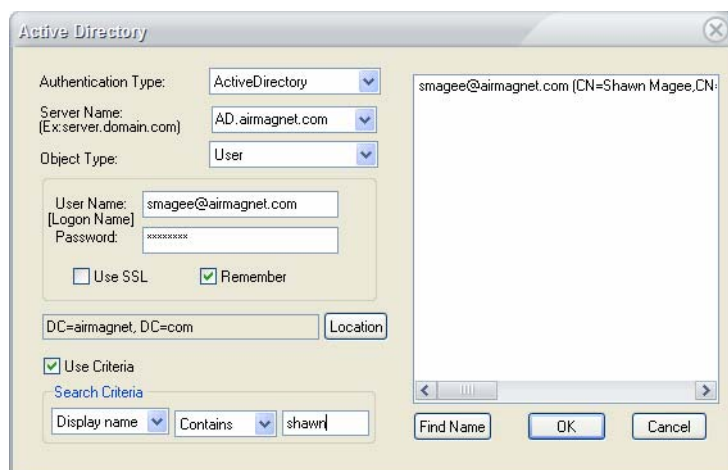 Active Directory
Authentication Type: ActiveDirectory
Server Name:
(Ex:server.domain.com)
AD.airmagnet.com
Object Type: User
User Name:
[Logon Name]
smagee@airmagnet.com
Password: xxxxxxxx
Use SSL
Remember
DC=airmagnet, DC=com
Location
Use Criteria
Search Criteria
Display name
Contains
shawn
smagee@airmagnet.com (CN=Shawn Magee,CN=
Find Name
OK
Cancel